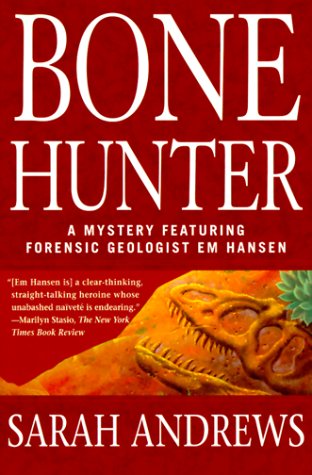 BONE
HUNTER
A MYSTERY FEATURING
FORENSIC GEOLOGIST EM HANSEN
"[Em Hansen is] a clear-thinking,
straight-talking heroine whose
unabashed naïveté is endearing."
—Marilyn Stasio, The New York
Times Book Review
SARAH ANDREWS